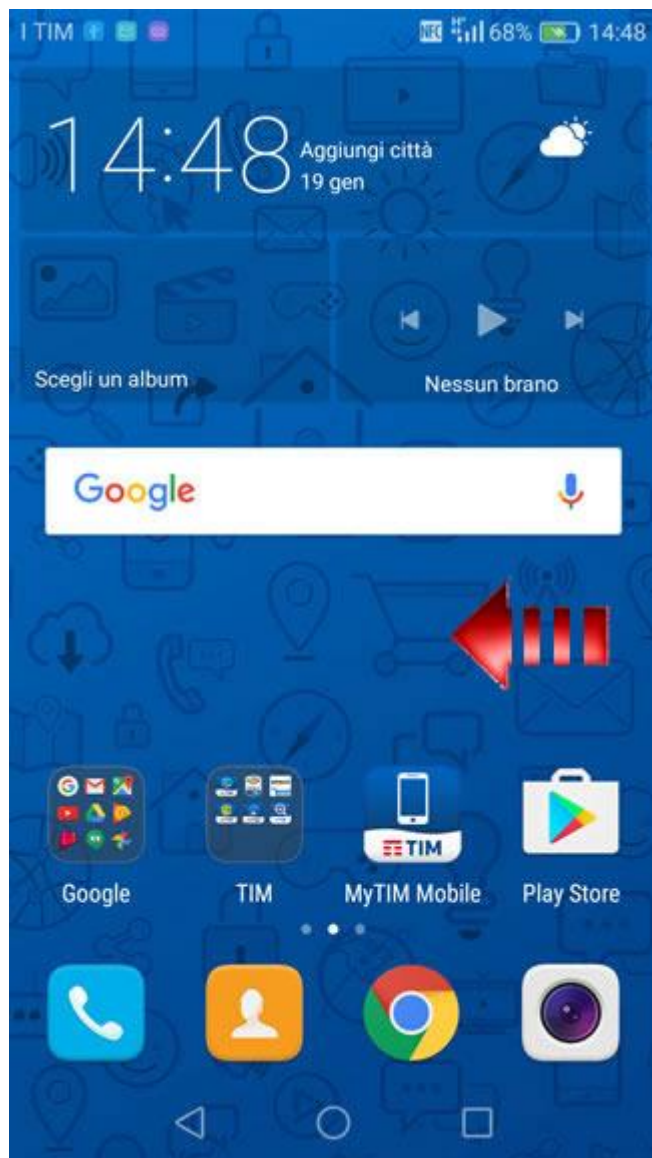 I TIM NFC 68% 14:48
14:48
Aggiungi città
19 gen
Scegli un album
Nessun brano
Google
TIM
Google TIM MyTIM Mobile Play Store